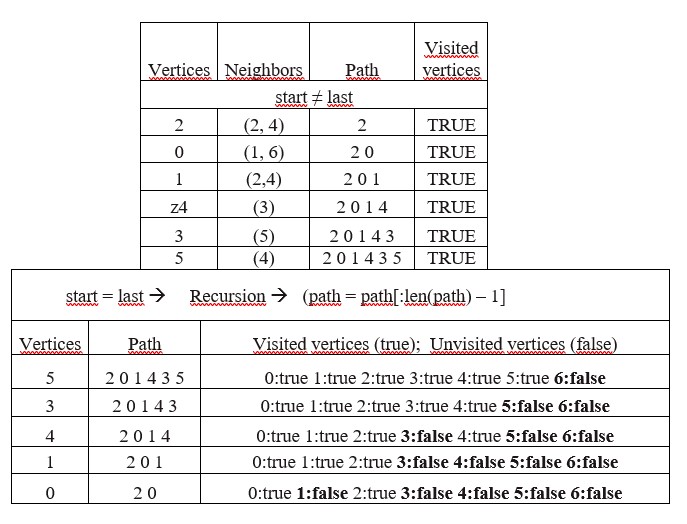 Vertices Neighbors Path Visited vertices
start ≠ last
2 (2, 4) 2 TRUE
0 (1, 6) 2 0 TRUE
1 (2,4) 2 0 1 TRUE
z4 (3) 2 0 1 4 TRUE
3 (5) 2 0 1 4 3 TRUE
5 (4) 2 0 1 4 3 5 TRUE
start = last → Recursion → (path = path[:len(path) – 1]
Vertices Path Visited vertices (true); Unvisited vertices (false)
5 2 0 1 4 3 5 0:true 1:true 2:true 3:true 4:true 5:true 6:false
3 2 0 1 4 3 0:true 1:true 2:true 3:true 4:true 5:false 6:false
4 2 0 1 4 0:true 1:true 2:true 3:false 4:true 5:false 6:false
1 2 0 1 0:true 1:true 2:true 3:false 4:false 5:false 6:false
0 2 0 0:true 1:false 2:true 3:false 4:false 5:false 6:false